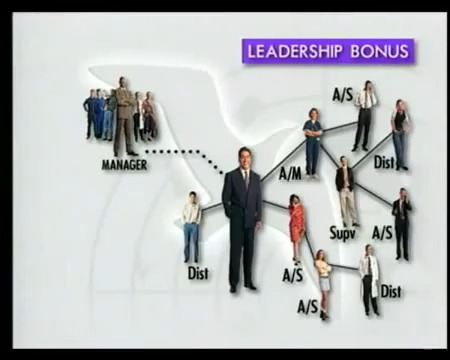 LEADERSHIP BONUS
A/S
MANAGER
Dist
A/M
Supv
A/S
Dist
A/S
Dist
A/S